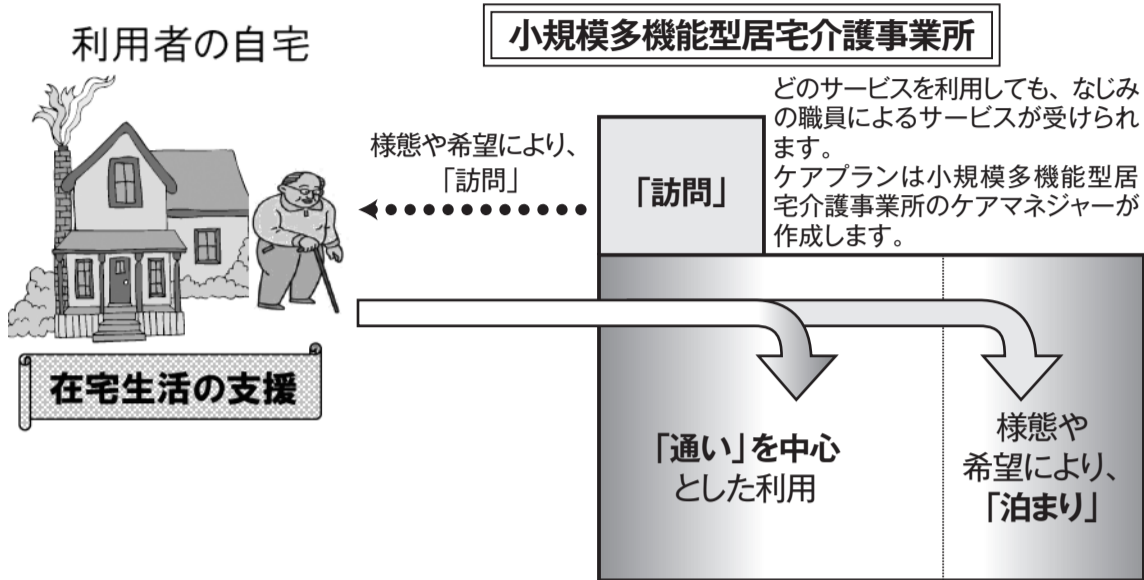 利用者の自宅
小規模多機能型居宅介護事業所
どのサービスを利用しても、なじみ
の職員によるサービスが受けられ
ます。
ケアプランは小規模多機能型居
宅介護事業所のケアマネジャーが
作成します。
様態や希望により、
「訪問」
「訪問」
在宅生活の支援
「通い」を中心
とした利用
様態や
希望により、
「泊まり」